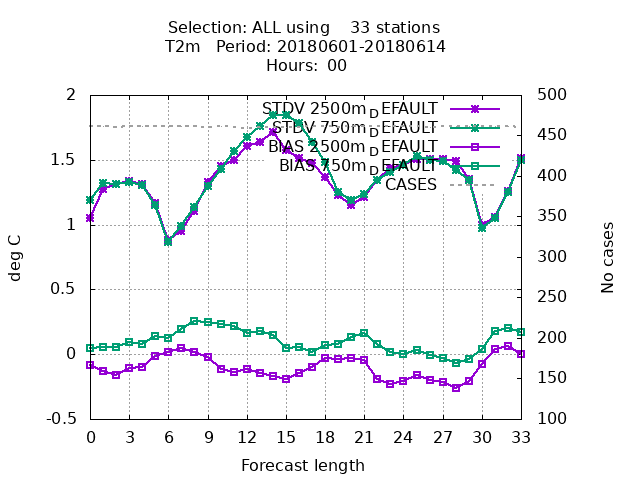 Selection: ALL using    33 stations
T2m   Period: 20180601-20180614
Hours: 00
2
1.5
1
0.5
0
-0.5
500
450
400
350
300
250
200
150
100
STDV 2500m_DEFAULT
STDV 750m_DEFAULT
BIAS 2500m_DEFAULT
BIAS 750m_DEFAULT
CASES
deg C
No cases
0 3 6 9 12 15 18 21 24 27 30 33
Forecast length